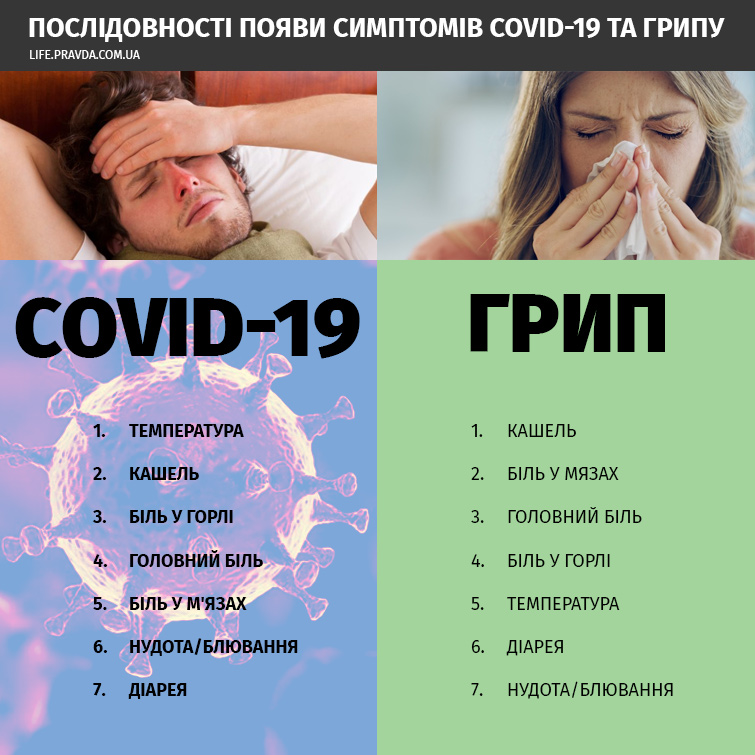 ПОСЛІДОВНОСТІ ПОЯВИ СИМПТОМІВ COVID-19 ТА ГРИПУ
LIFE.PRAVDA.COM.UA
COVID-19
1. ТЕМПЕРАТУРА
2. КАШЕЛЬ
3. БІЛЬ У ГОРЛІ
4. ГОЛОВНИЙ БІЛЬ
5. БІЛЬ У М'ЯЗАХ
6. НУДОТА/БЛЮВАННЯ
7. ДІАРЕЯ
ГРИП
1. КАШЕЛЬ
2. БІЛЬ У МЯЗАХ
3. ГОЛОВНИЙ БІЛЬ
4. БІЛЬ У ГОРЛІ
5. ТЕМПЕРАТУРА
6. ДІАРЕЯ
7. НУДОТА/БЛЮВАННЯ